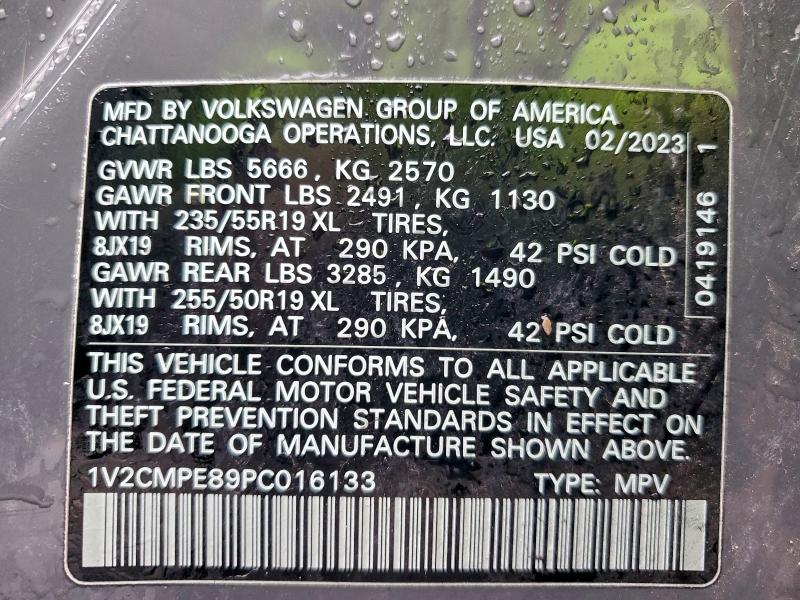 MFD BY VOLKSWAGEN GROUP OF AMERICA
CHATTANOOGA OPERATIONS, LLC. USA 02/2023
GVWR LBS 5666, KG 2570
GAWR FRONT LBS 2491, KG 1130
WITH 235/55R19 XL TIRES,
8JX19 RIMS, AT 290 KPA, 42 PSI COLD
GAWR REAR LBS 3285, KG 1490
WITH 255/50R19 XL TIRES,
8JX19 RIMS, AT 290 KPA, 42 PSI COLD
0419146 1
THIS VEHICLE CONFORMS TO ALL APPLICABLE
U.S. FEDERAL MOTOR VEHICLE SAFETY AND
THEFT PREVENTION STANDARDS IN EFFECT ON
THE DATE OF MANUFACTURE SHOWN ABOVE.
1V2CMPE89PC016133 TYPE: MPV